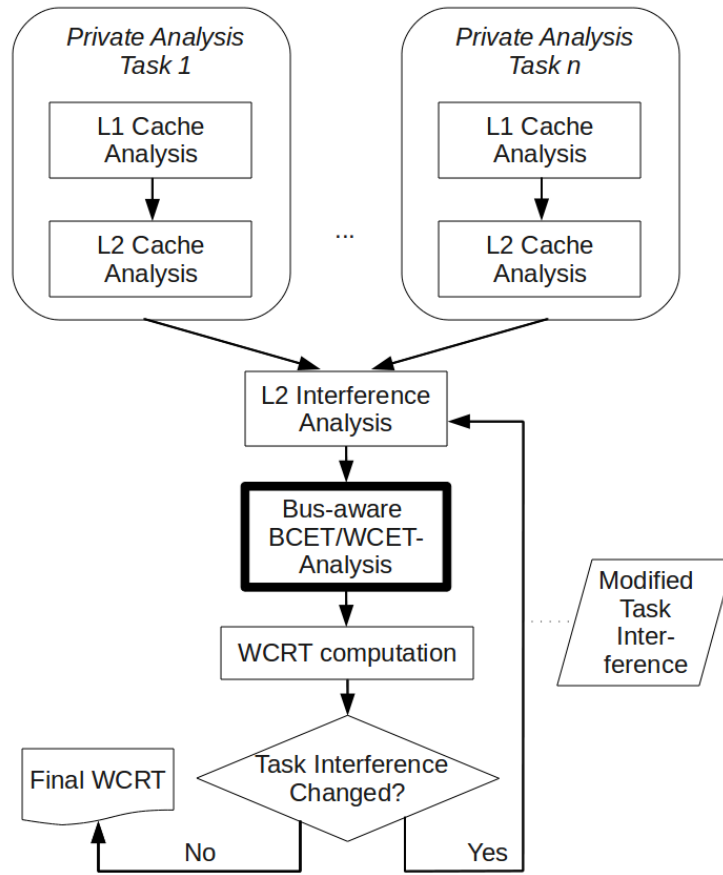 Private Analysis
Task 1
L1 Cache
Analysis
L2 Cache
Analysis
...
Private Analysis
Task n
L1 Cache
Analysis
L2 Cache
Analysis
L2 Interference
Analysis
Bus-aware
BCET/WCET-
Analysis
Modified
Task
Inter-
ference
WCRT computation
Task Interference
Changed?
Final WCRT
No
Yes